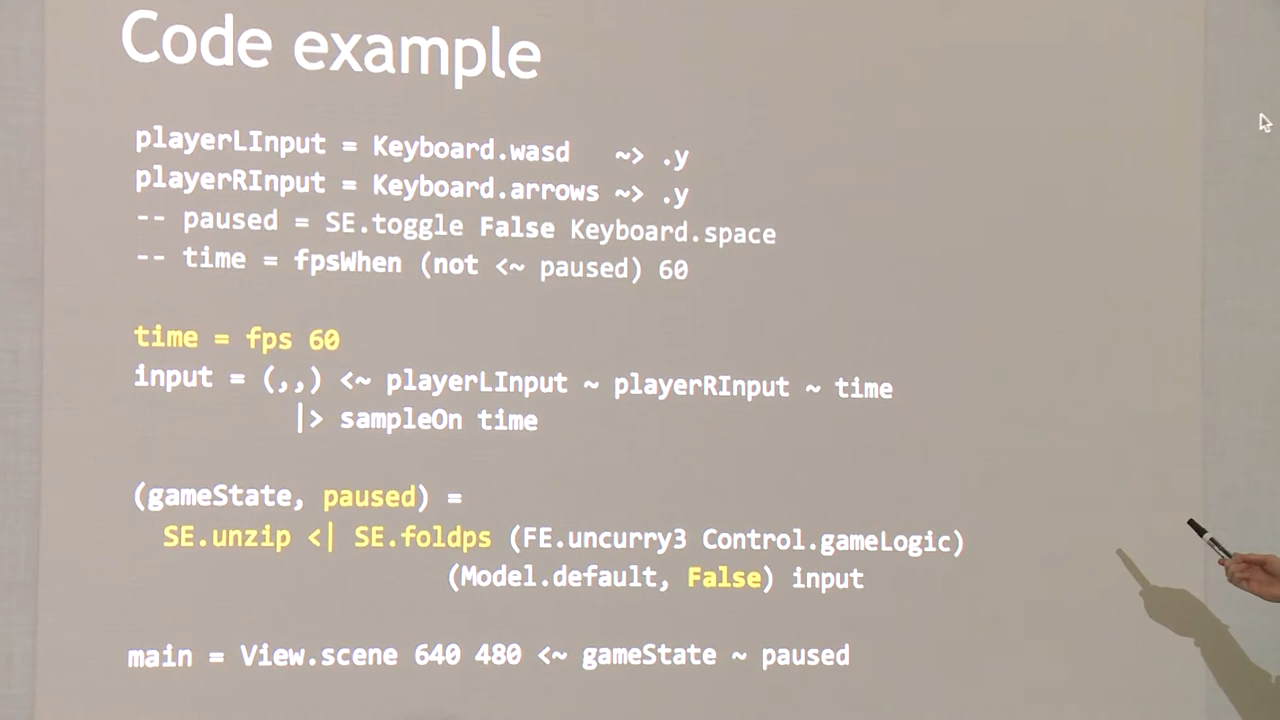 Code example
playerLInput = Keyboard.wasd ~> .y
playerRInput = Keyboard.arrows ~> .y
-- paused = SE.toggle False Keyboard.space
-- time = fpsWhen (not <~ paused) 60
time = fps 60
input = (,,) <~ playerLInput ~ playerRInput ~ time
|> sampleOn time
(gameState, paused) =
SE.unzip <| SE.foldps (FE.uncurry3 Control.gameLogic)
(Model.default, False) input
main = View.scene 640 480 <~ gameState ~ paused